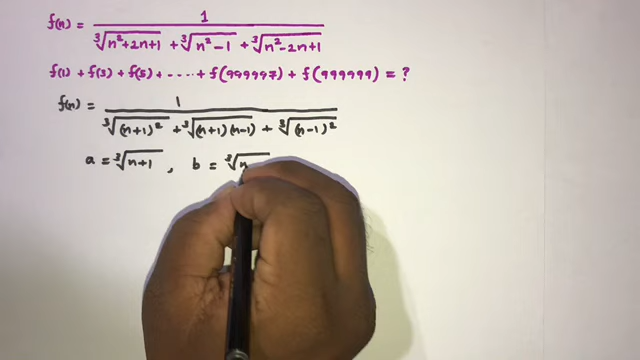 f(n) = 1 / (∛(n²+2n+1) + ∛(n²−1) + ∛(n²−2n+1))
f(1) + f(3) + f(5) + ..... + f(999997) + f(999999) = ?
f(n) = 1 / (∛((n+1)²) + ∛((n+1)(n−1)) + ∛((n−1)²))
a = ∛(n+1) , b = ∛n